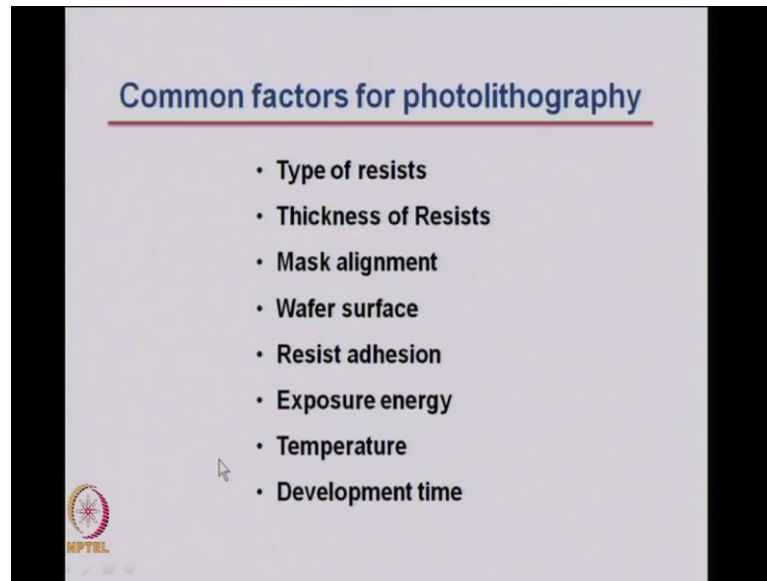 Common factors for photolithography
• Type of resists
• Thickness of Resists
• Mask alignment
• Wafer surface
• Resist adhesion
• Exposure energy
• Temperature
• Development time
NPTEL